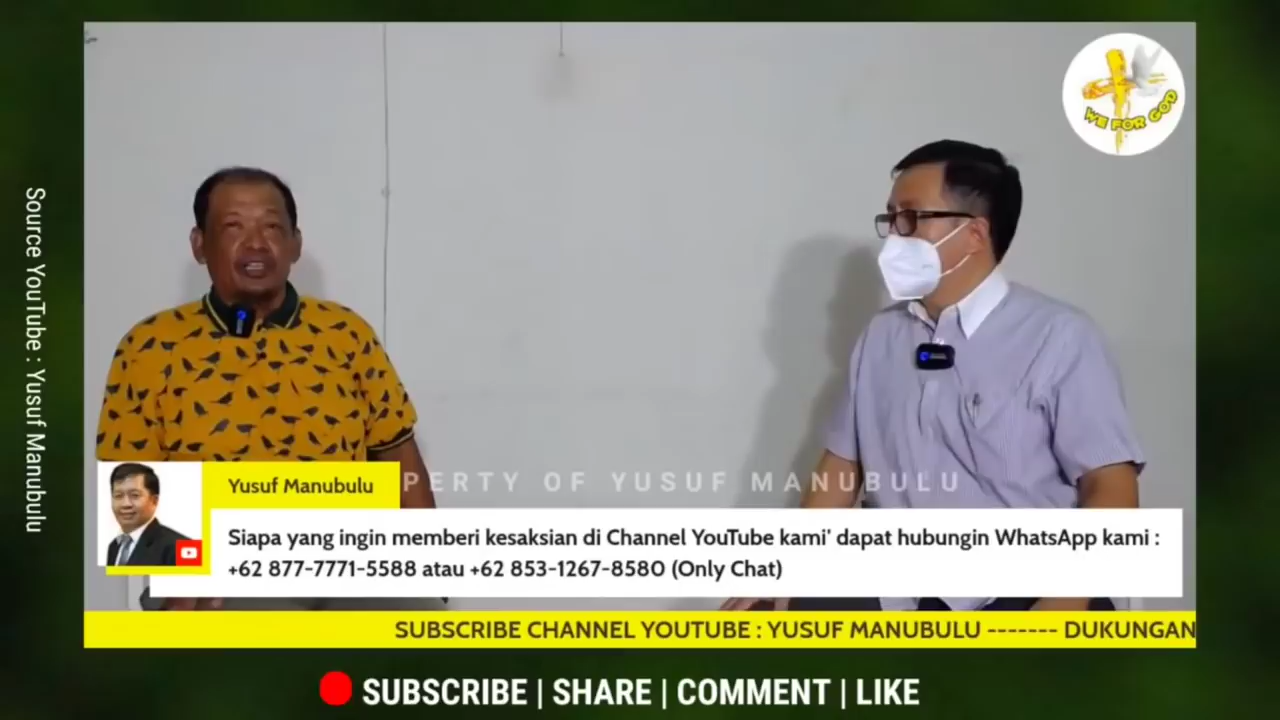 WE FOR GOD
Source YouTube : Yusuf Manubulu
PERTY OF YUSUF MANUBULU
Yusuf Manubulu
Siapa yang ingin memberi kesaksian di Channel YouTube kami' dapat hubungin WhatsApp kami :
+62 877-7771-5588 atau +62 853-1267-8580 (Only Chat)
SUBSCRIBE CHANNEL YOUTUBE : YUSUF MANUBULU ------- DUKUNGAN
SUBSCRIBE | SHARE | COMMENT | LIKE